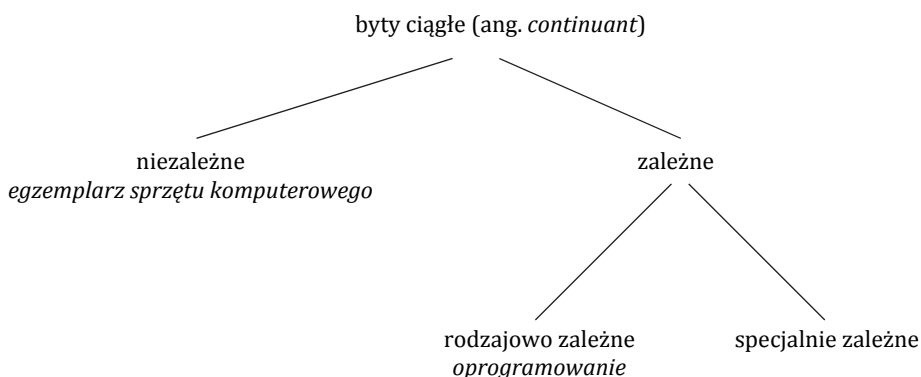 byty ciągłe (ang. continuant)
niezależne
egzemplarz sprzętu komputerowego
zależne
rodzajowo zależne
oprogramowanie
specjalnie zależne